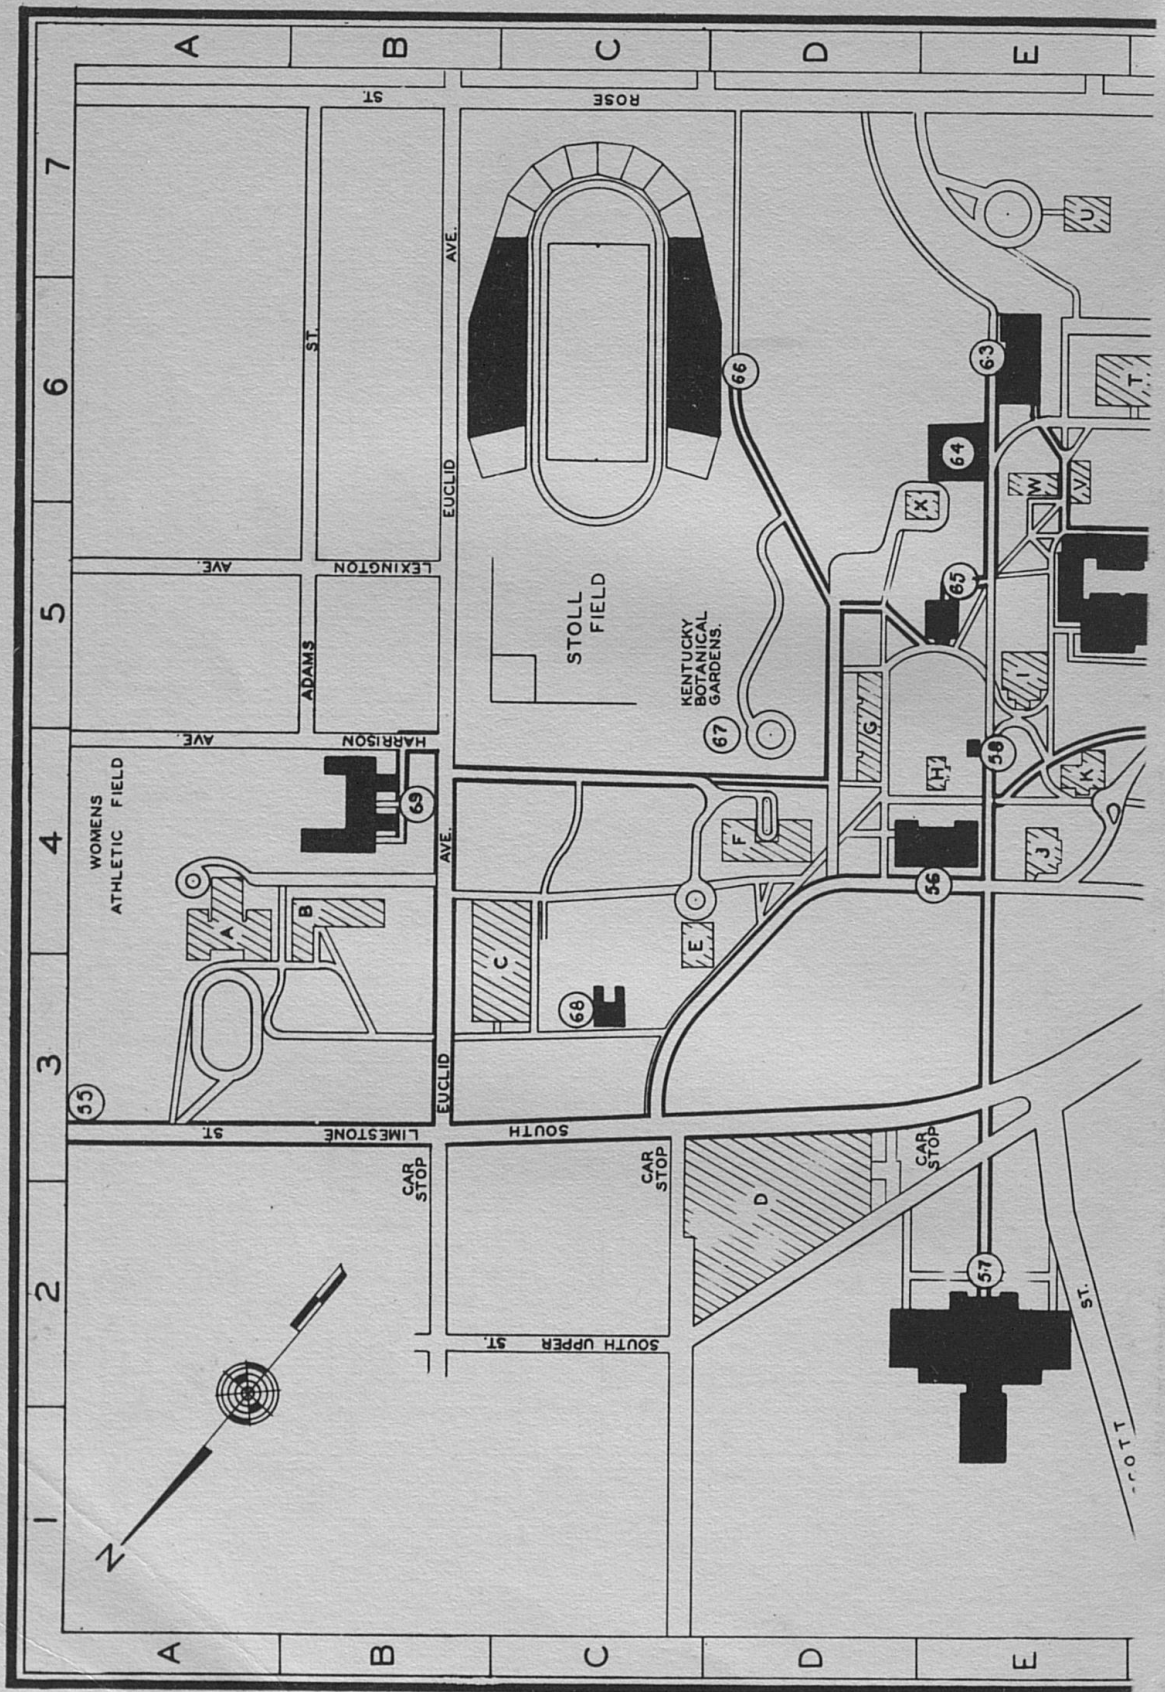 A
B
C
D
E
7
6
5
4
3
2
1
ST.
ROSE
AVE.
EUCLID
ST.
ADAMS
AVE.
LEXINGTON
AVE.
HARRISON
STOLL
FIELD
KENTUCKY
BOTANICAL
GARDENS.
WOMENS
ATHLETIC FIELD
AVE.
EUCLID
ST.
LIMESTONE
SOUTH
CAR
STOP
CAR
STOP
CAR
STOP
SOUTH UPPER
ST.
ST.
N
55
56
57
58
63
64
65
66
67
68
69
A
B
C
D
E
F
G
H
I
J
K
T
U
V
W
X
A
B
C
D
E